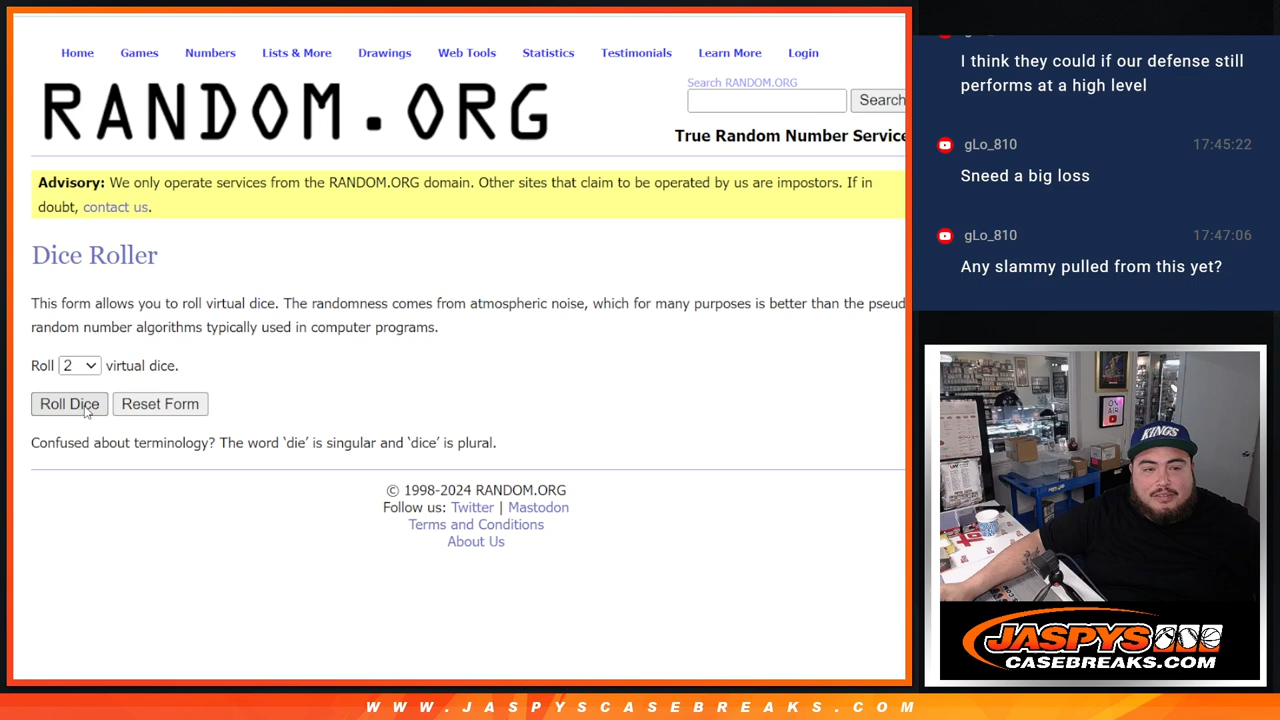 Home Games Numbers Lists & More Drawings Web Tools Statistics Testimonials Learn More Login
RANDOM.ORG
Search RANDOM.ORG
Search
True Random Number Service
Advisory: We only operate services from the RANDOM.ORG domain. Other sites that claim to be operated by us are impostors. If in
doubt, contact us.
Dice Roller
This form allows you to roll virtual dice. The randomness comes from atmospheric noise, which for many purposes is better than the pseud
random number algorithms typically used in computer programs.
Roll 2 virtual dice.
Roll Dice Reset Form
Confused about terminology? The word ‘die’ is singular and ‘dice’ is plural.
© 1998-2024 RANDOM.ORG
Follow us: Twitter | Mastodon
Terms and Conditions
About Us
I think they could if our defense still
performs at a high level
gLo_810 17:45:22
Sneed a big loss
gLo_810 17:47:06
Any slammy pulled from this yet?
ON
AIR
KINGS
JASPYS
CASEBREAKS.COM
WWW.JASPYSCASEBREAKS.COM